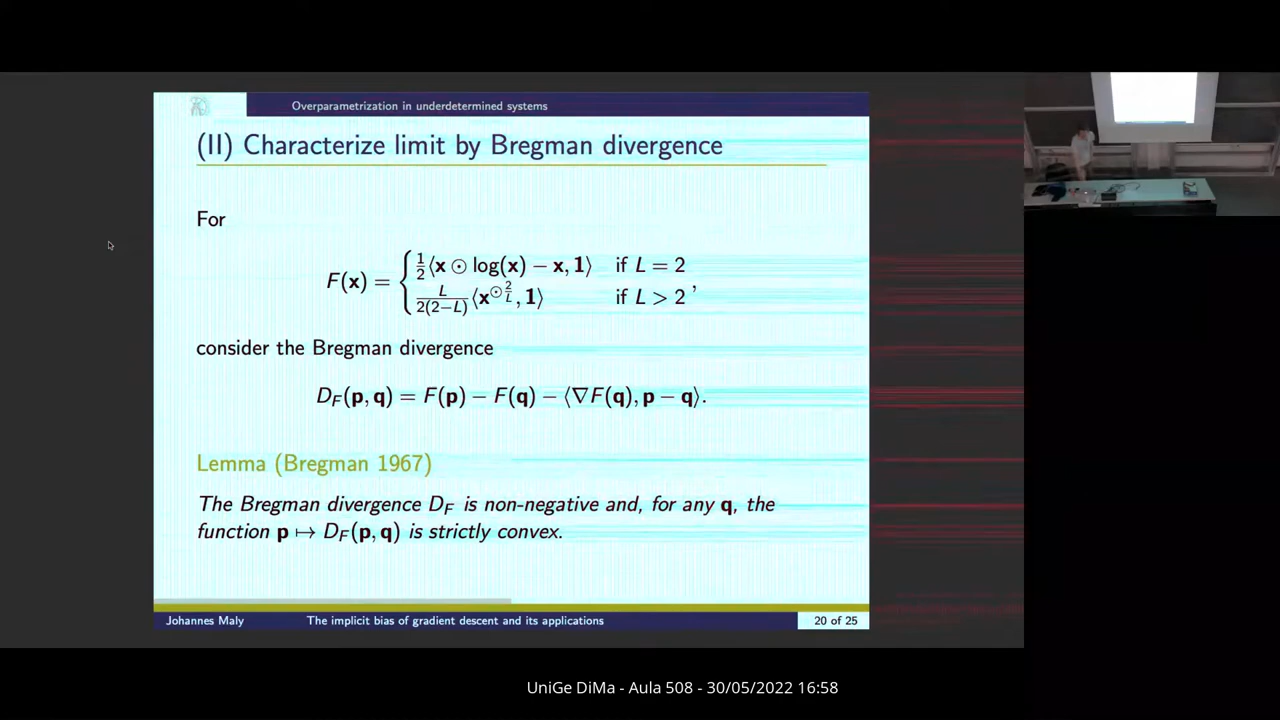 Overparametrization in underdetermined systems
(II) Characterize limit by Bregman divergence
For
F(x) = { 1/2 ⟨x ⊙ log(x) − x, 1⟩ if L = 2
L/2(2−L) ⟨x^{⊙ 2/L}, 1⟩ if L > 2 ,
consider the Bregman divergence
D_F(p, q) = F(p) − F(q) − ⟨∇F(q), p − q⟩.
Lemma (Bregman 1967)
The Bregman divergence D_F is non-negative and, for any q, the
function p ↦ D_F(p, q) is strictly convex.
Johannes Maly The implicit bias of gradient descent and its applications 20 of 25
UniGe DiMa - Aula 508 - 30/05/2022 16:58